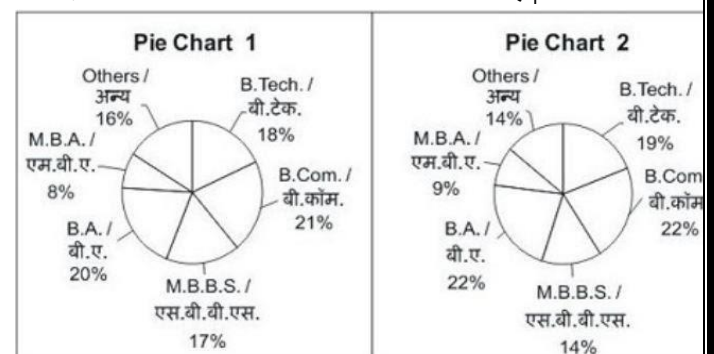 Pie Chart 1
Others /
अन्य
16%
B.Tech. /
बी.टेक.
18%
M.B.A. /
एम.बी.ए.
8%
B.Com. /
बी.कॉम.
21%
B.A. /
बी.ए.
20%
M.B.B.S. /
एस.बी.बी.एस.
17%
Pie Chart 2
Others /
अन्य
14%
B.Tech. /
बी.टेक.
19%
M.B.A. /
एम.बी.ए.
9%
B.Com
बी.कॉम
22%
B.A. /
बी.ए.
22%
M.B.B.S. /
एस.बी.बी.एस.
14%